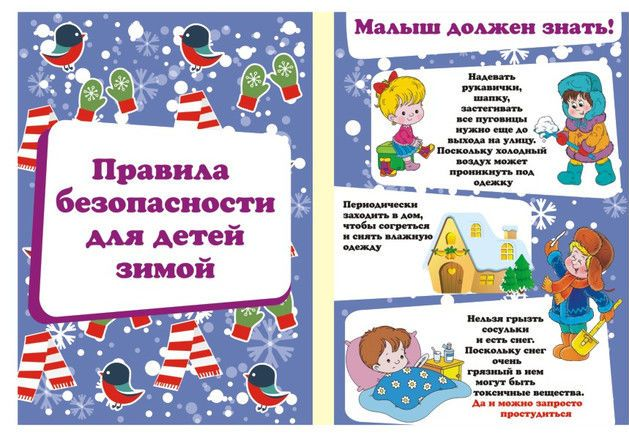 Правила
безопасности
для детей
зимой
Малыш должен знать!
Надевать
рукавички,
шапку,
застегивать
все пуговицы
нужно еще до
выхода на улицу.
Поскольку холодный
воздух может
проникнуть под
одежку
Периодически
заходить в дом,
чтобы согреться
и снять влажную
одежду
Нельзя грызть
сосульки
и есть снег.
Поскольку снег
очень
грязный в нем
могут быть
токсичные вещества.
Да и можно запросто
простудиться